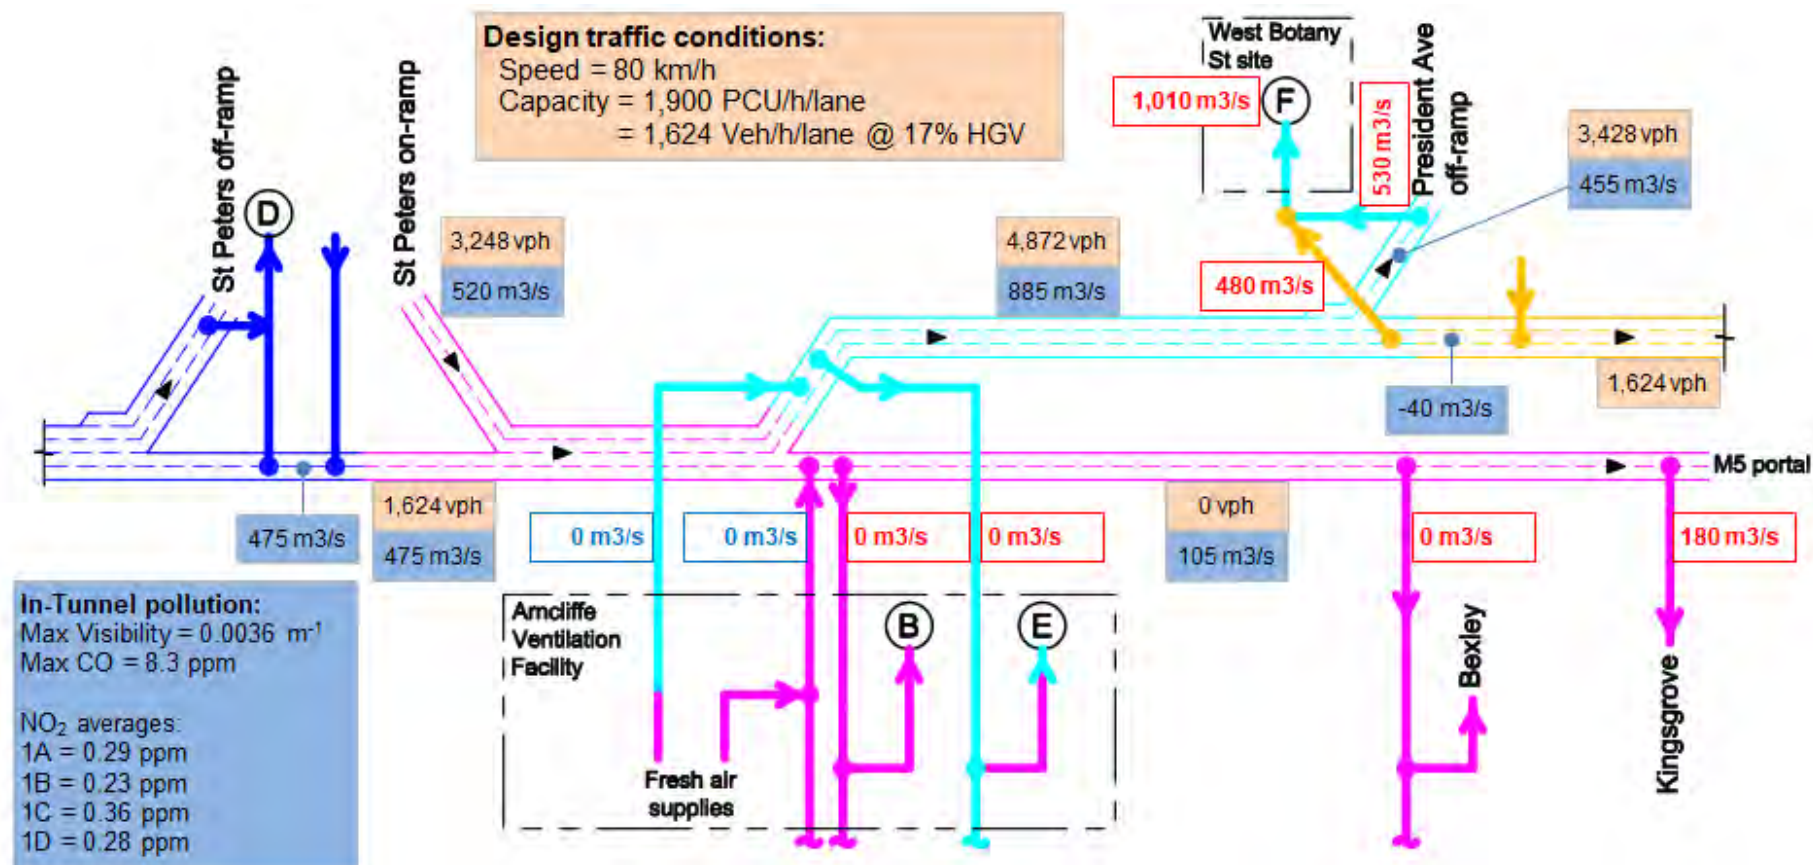 Design traffic conditions:
Speed = 80 km/h
Capacity = 1,900 PCU/h/lane
= 1,624 Veh/h/lane @ 17% HGV
West Botany
St site
1,010 m3/s
F
530 m3/s
President Ave
off-ramp
3,428 vph
455 m3/s
St Peters off-ramp
D
St Peters on-ramp
3,248 vph
520 m3/s
4,872 vph
885 m3/s
480 m3/s
-40 m3/s
1,624 vph
M5 portal
475 m3/s
1,624 vph
475 m3/s
0 m3/s
0 m3/s
0 m3/s
0 m3/s
0 vph
105 m3/s
0 m3/s
180 m3/s
In-Tunnel pollution:
Max Visibility = 0.0036 m⁻¹
Max CO = 8.3 ppm
NO₂ averages:
1A = 0.29 ppm
1B = 0.23 ppm
1C = 0.36 ppm
1D = 0.28 ppm
Arncliffe
Ventilation
Facility
B
E
Fresh air
supplies
Bexley
Kingsgrove